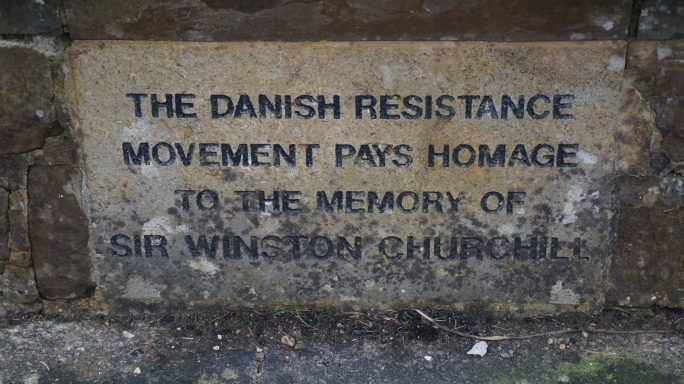 THE DANISH RESISTANCE
MOVEMENT PAYS HOMAGE
TO THE MEMORY OF
SIR WINSTON CHURCHILL